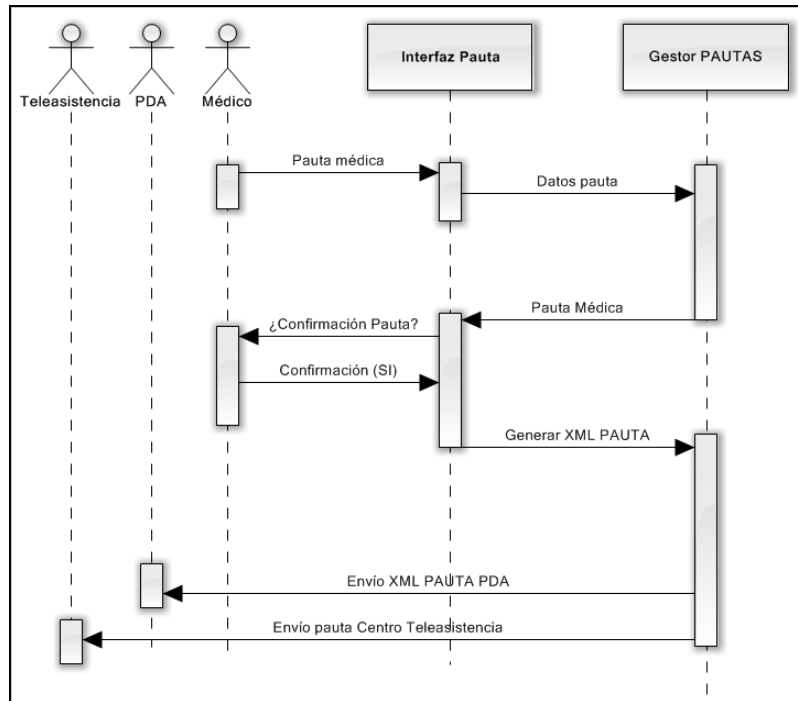 Interfaz Pauta
Gestor PAUTAS
Teleasistencia
PDA
Médico
Pauta médica
Datos pauta
Pauta Médica
¿Confirmación Pauta?
Confirmación (SI)
Generar XML PAUTA
Envío XML PAUTA PDA
Envío pauta Centro Teleasistencia